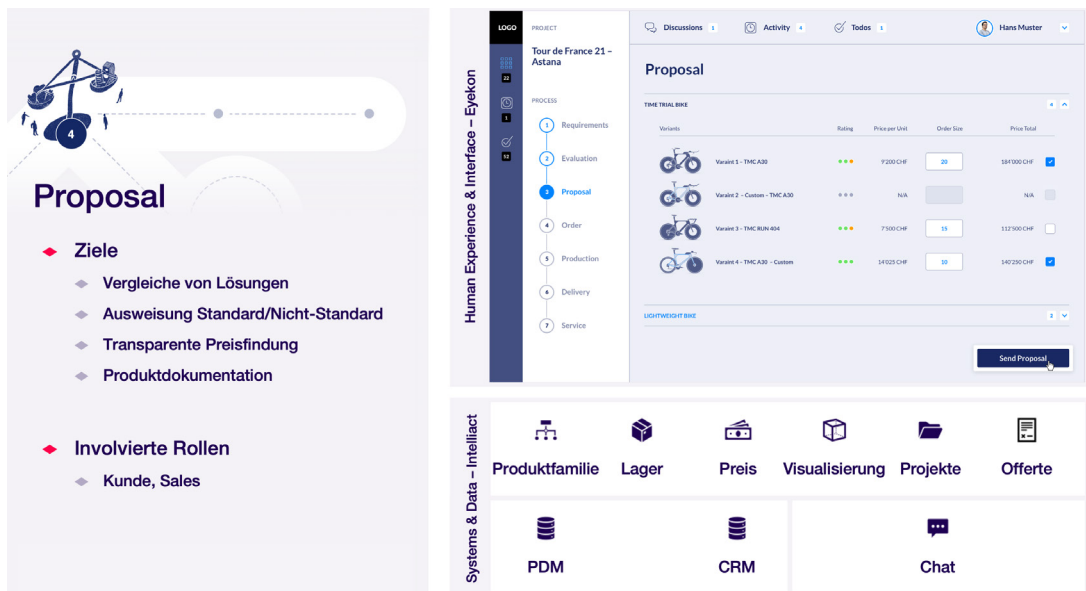 4
Proposal
Ziele
Vergleiche von Lösungen
Ausweisung Standard/Nicht-Standard
Transparente Preisfindung
Produktdokumentation
Involvierte Rollen
Kunde, Sales
Human Experience & Interface – Eyekon
LOGO
22
1
52
PROJECT
Tour de France 21 –
Astana
PROCESS
1 Requirements
2 Evaluation
3 Proposal
4 Order
5 Production
6 Delivery
7 Service
Discussions 1 Activity 4 Todos 1 Hans Muster
Proposal
TIME TRIAL BIKE 4
Variants Rating Price per Unit Order Size Price Total
Varaint 1 – TMC A30 9'200 CHF 20 184'000 CHF
Varaint 2 – Custom – TMC A30 N/A N/A
Varaint 3 – TMC RUN 404 7'500 CHF 15 112'500 CHF
Varaint 4 – TMC A30 – Custom 14'025 CHF 10 140'250 CHF
LIGHTWEIGHT BIKE 2
Send Proposal
Systems & Data – Intelliact
Produktfamilie Lager Preis Visualisierung Projekte Offerte
PDM CRM Chat